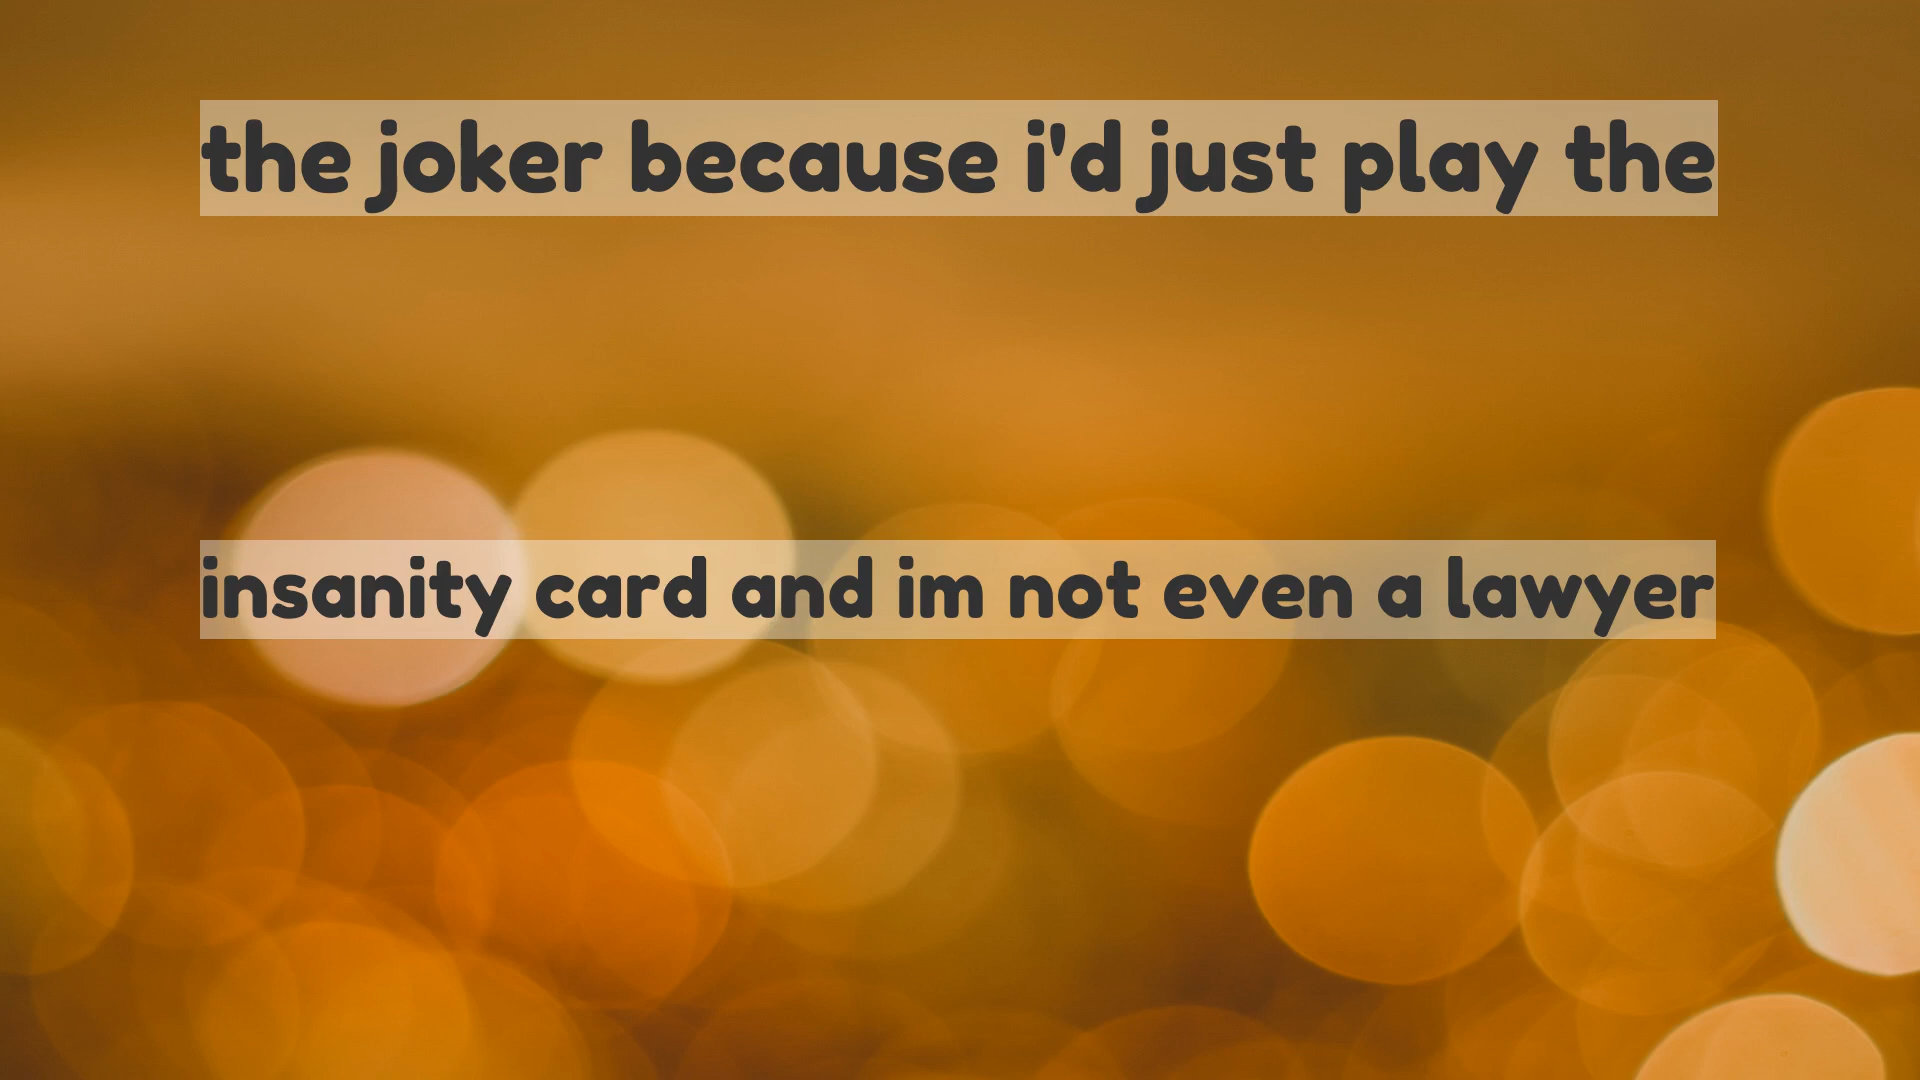 the joker because i'd just play the
insanity card and im not even a lawyer